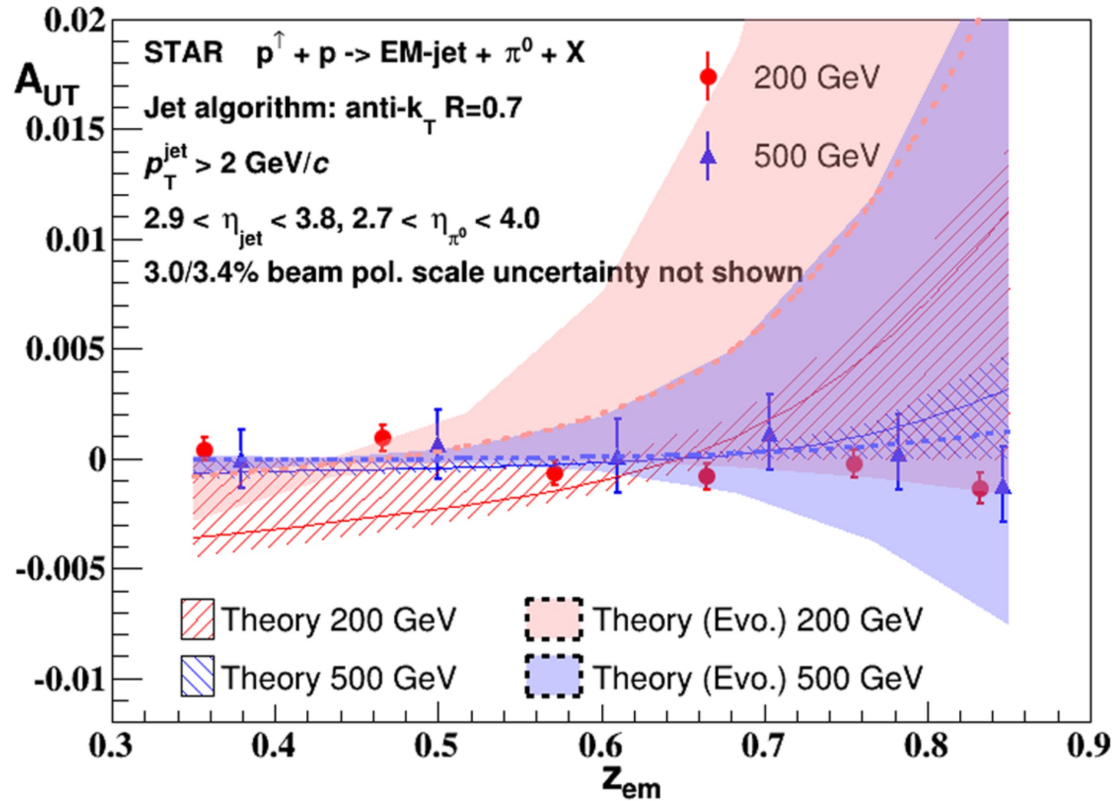 0.02
STAR p↑ + p -> EM-jet + π⁰ + X
A_UT
200 GeV
0.015
Jet algorithm: anti-k_T R=0.7
p_T^jet > 2 GeV/c
500 GeV
2.9 < η_jet < 3.8, 2.7 < η_π⁰ < 4.0
0.01
3.0/3.4% beam pol. scale uncertainty not shown
0.005
0
-0.005
Theory 200 GeV Theory (Evo.) 200 GeV
Theory 500 GeV Theory (Evo.) 500 GeV
-0.01
0.3 0.4 0.5 0.6 0.7 0.8 0.9
z_em